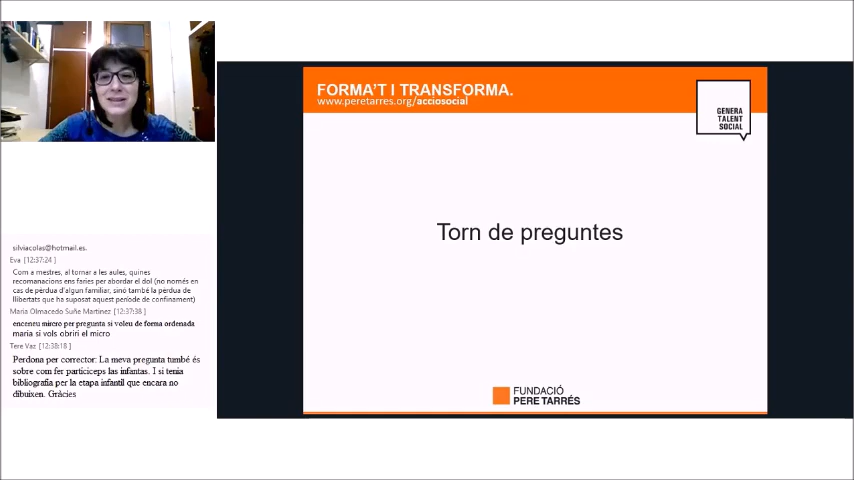 FORMA'T I TRANSFORMA.
www.peretarres.org/acciosocial
GENERA
TALENT
SOCIAL
Torn de preguntes
FUNDACIÓ
PERE TARRÉS
silviacolas@hotmail.es.
Eva [12:37:24 ]
Com a mestres, al tornar a les aules, quines
recomanacions ens faries per abordar el dol (no només en
cas de pèrdua d'algun familiar, sinó també la pèrdua de
llibertats que ha suposat aquest període de confinament)
Maria Olmacedo Suñe Martinez [12:37:38 ]
enceneu mircro per pregunta si voleu de forma ordenada
maria si vols obriri el micro
Tere Vaz [12:38:18 ]
Perdona per corrector: La meva pregunta també és
sobre com fer particíceps las infantas. I si tenia
bibliografia per la etapa infantil que encara no
dibuixen. Gràcies